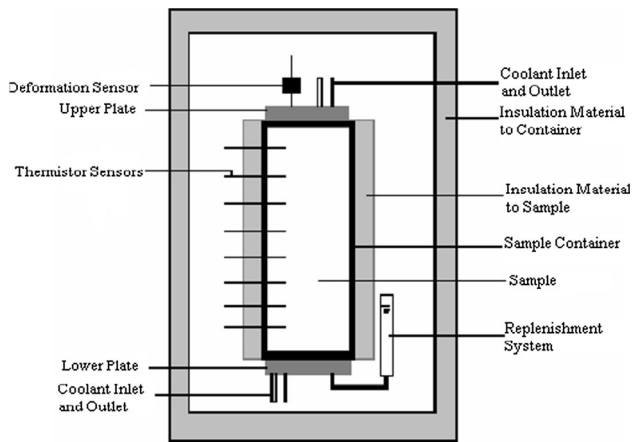 Deformation Sensor
Upper Plate
Thermistor Sensors
Lower Plate
Coolant Inlet
and Outlet
Coolant Inlet
and Outlet
Insulation Material
to Container
Insulation Material
to Sample
Sample Container
Sample
Replenishment
System